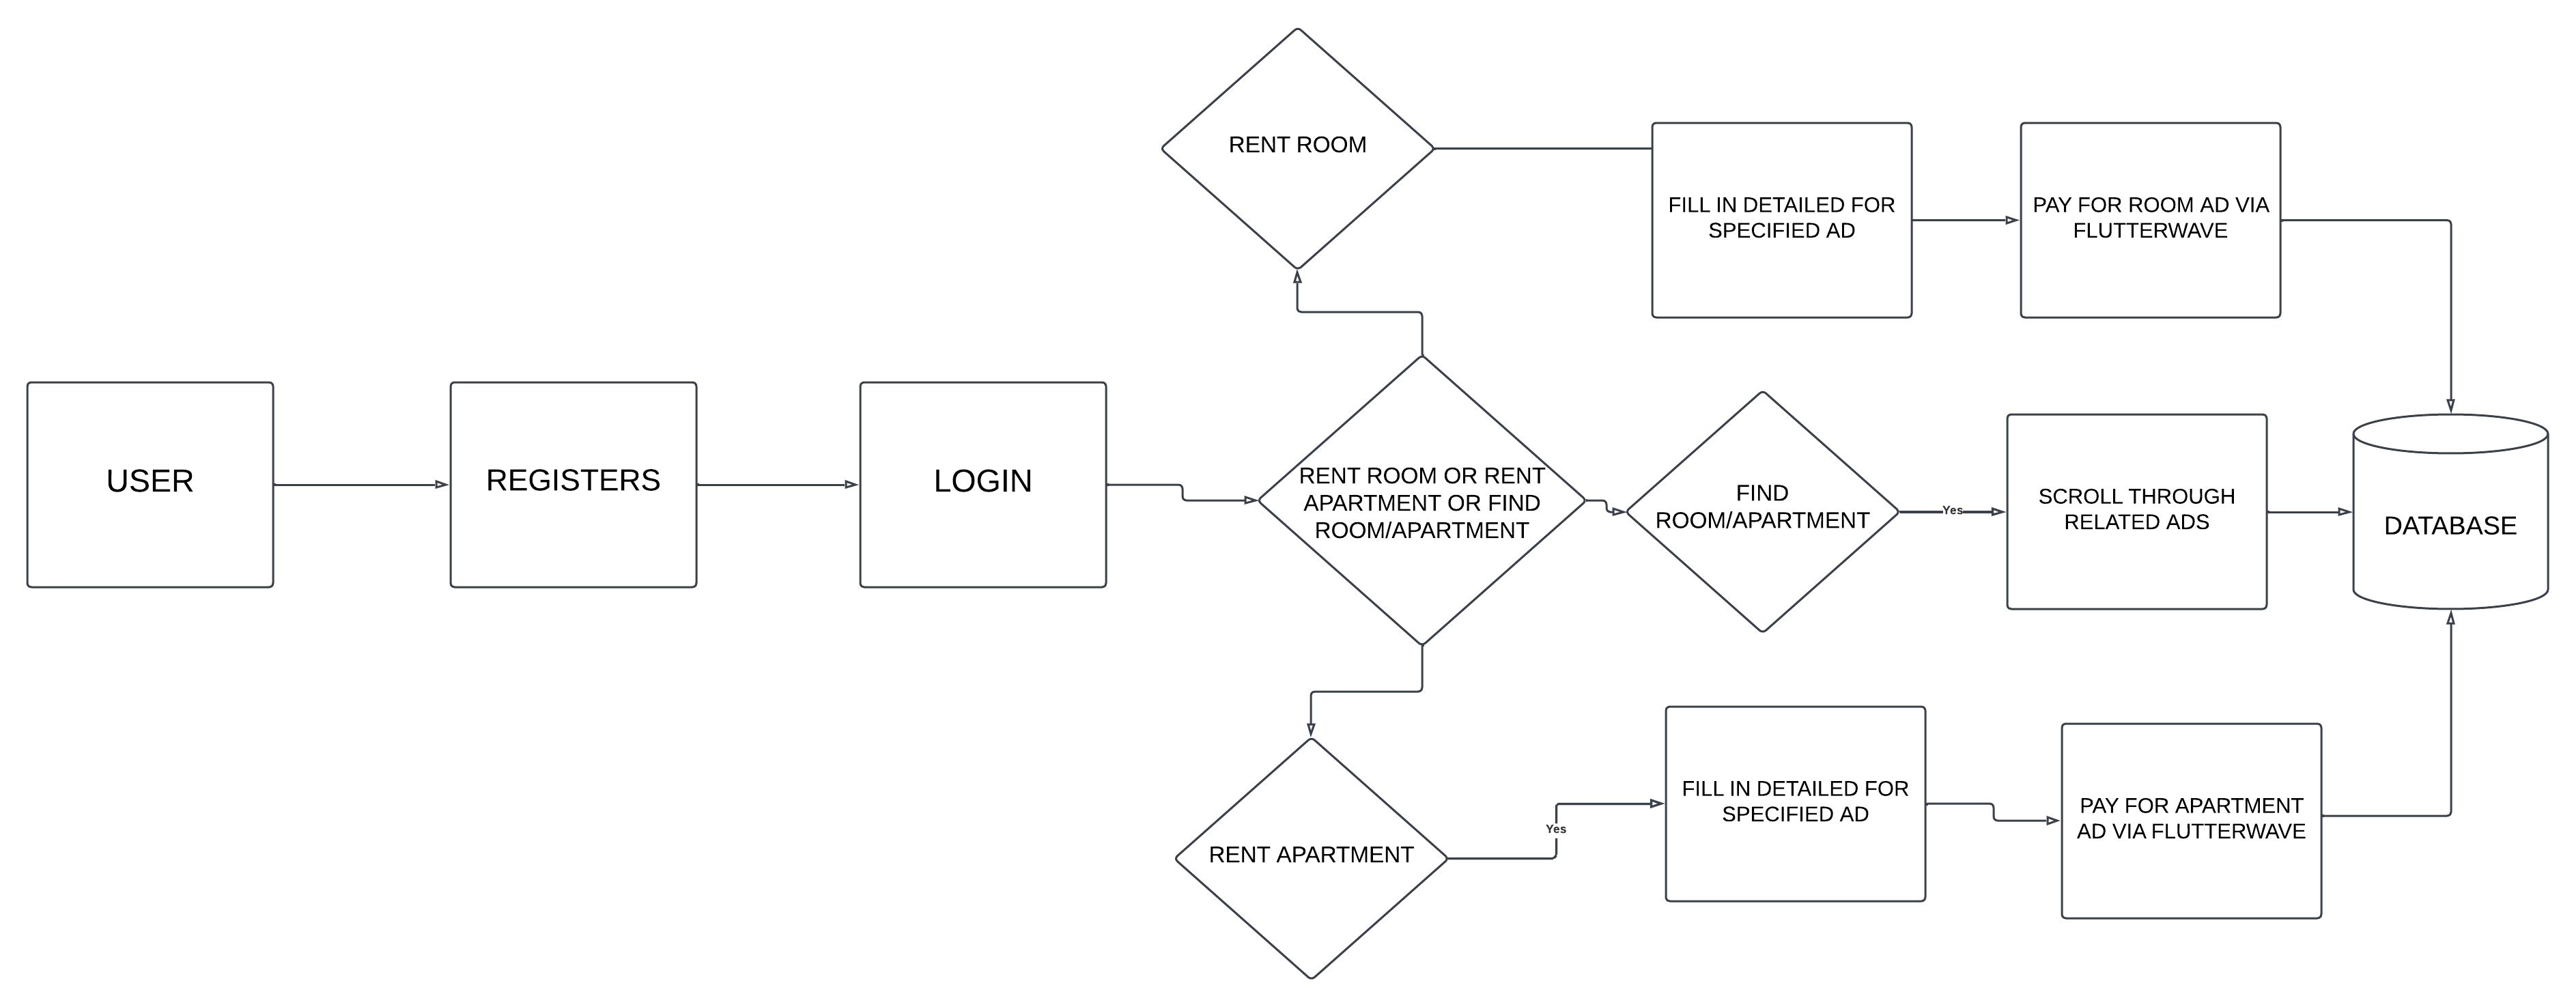 RENT ROOM
FILL IN DETAILED FOR
SPECIFIED AD
PAY FOR ROOM AD VIA
FLUTTERWAVE
USER
REGISTERS
LOGIN
RENT ROOM OR RENT
APARTMENT OR FIND
ROOM/APARTMENT
FIND
ROOM/APARTMENT
Yes
SCROLL THROUGH
RELATED ADS
DATABASE
RENT APARTMENT
Yes
FILL IN DETAILED FOR
SPECIFIED AD
PAY FOR APARTMENT
AD VIA FLUTTERWAVE